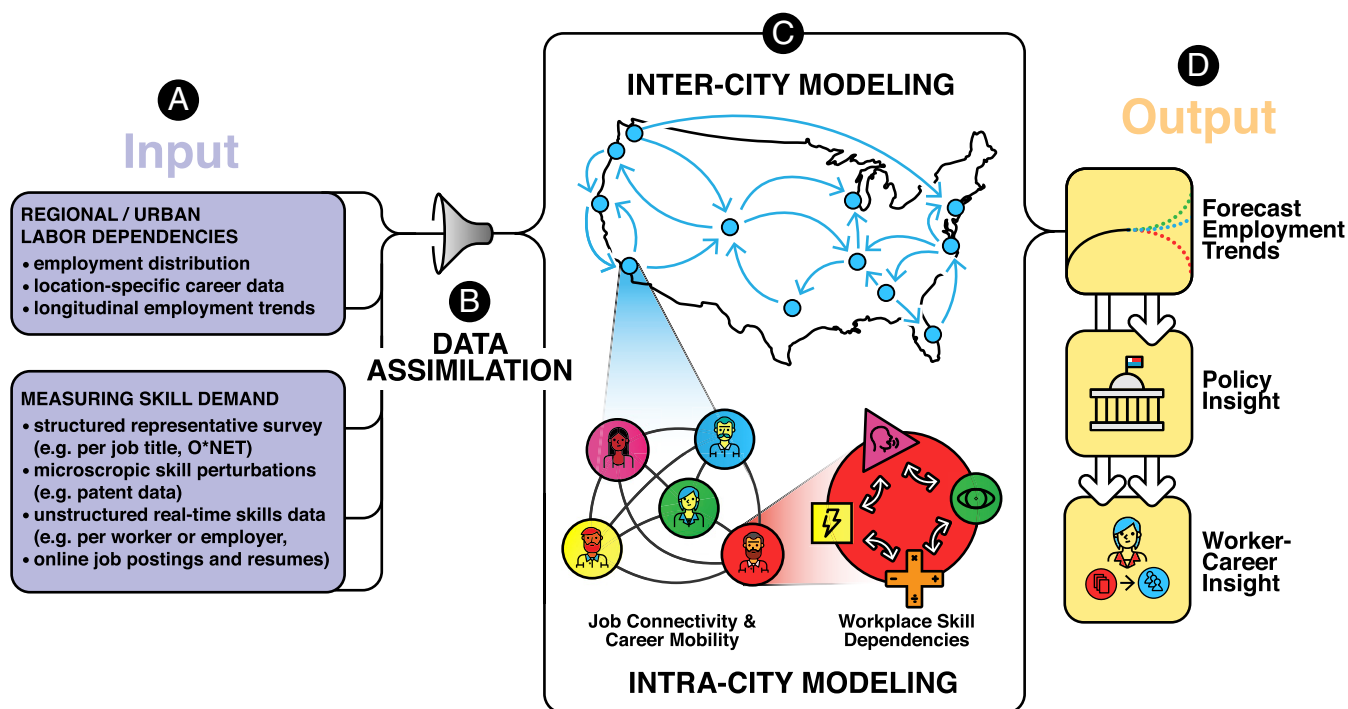 A
Input
REGIONAL / URBAN
LABOR DEPENDENCIES
• employment distribution
• location-specific career data
• longitudinal employment trends
MEASURING SKILL DEMAND
• structured representative survey
(e.g. per job title, O*NET)
• microscopic skill perturbations
(e.g. patent data)
• unstructured real-time skills data
(e.g. per worker or employer,
• online job postings and resumes)
B
DATA
ASSIMILATION
C
INTER-CITY MODELING
Job Connectivity &
Career Mobility
Workplace Skill
Dependencies
INTRA-CITY MODELING
D
Output
Forecast
Employment
Trends
Policy
Insight
Worker-
Career
Insight